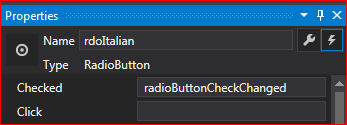 Properties
Name rdoItalian
Type RadioButton
Checked radioButtonCheckChanged
Click